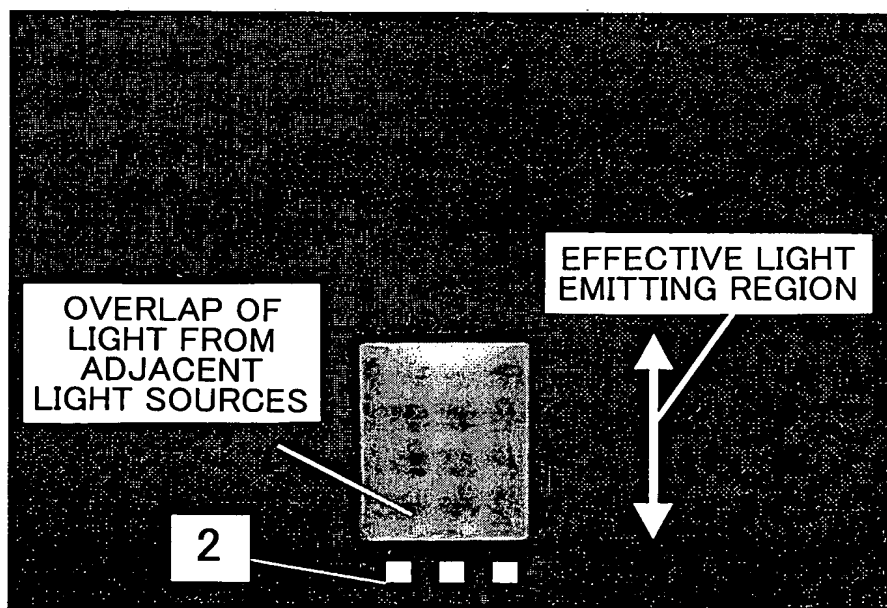 EFFECTIVE LIGHT
EMITTING REGION
OVERLAP OF
LIGHT FROM
ADJACENT
LIGHT SOURCES
2